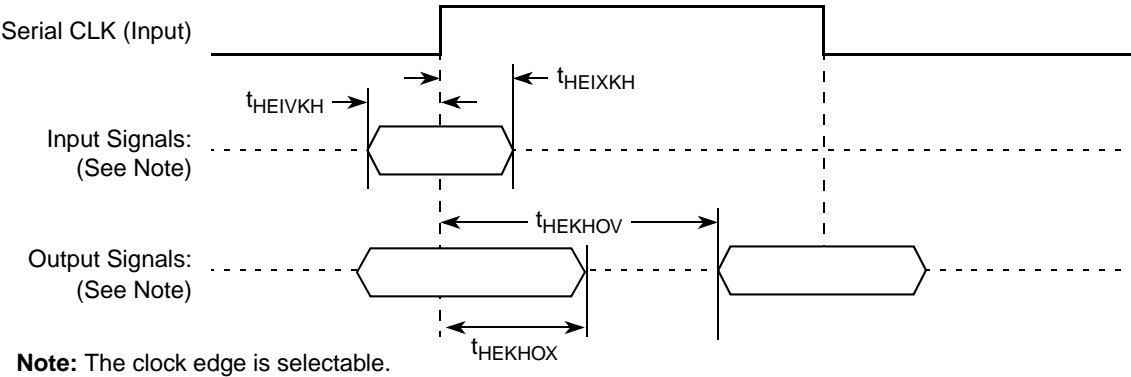 Serial CLK (Input)
tHEIXKH
tHEIVKH
Input Signals:
(See Note)
tHEKHOV
Output Signals:
(See Note)
tHEKHOX
Note: The clock edge is selectable.